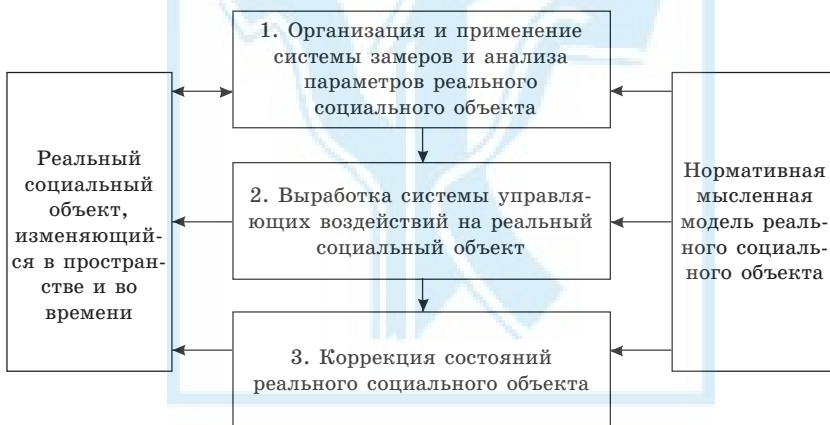 1. Организация и применение
системы замеров и анализа
параметров реального
социального объекта
Реальный
социальный
объект,
изменяющий-
ся в простран-
стве и во
времени
2. Выработка системы управля-
ющих воздействий на реальный
социальный объект
Нормативная
мысленная
модель реаль-
ного социаль-
ного объекта
3. Коррекция состояний
реального социального объекта